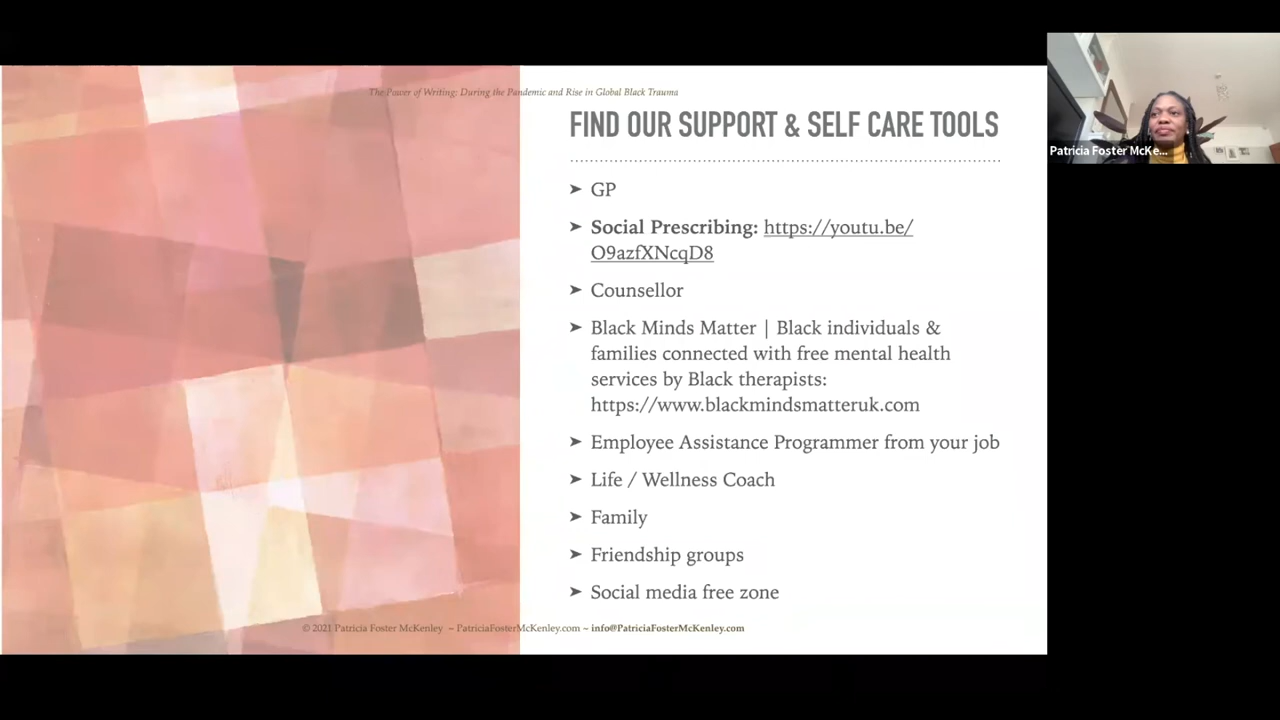 The Power of Writing: During the Pandemic and Rise in Global Black Trauma
FIND OUR SUPPORT & SELF CARE TOOLS
➤ GP
➤ Social Prescribing: https://youtu.be/
O9azfXNcqD8
➤ Counsellor
➤ Black Minds Matter | Black individuals &
families connected with free mental health
services by Black therapists:
https://www.blackmindsmatteruk.com
➤ Employee Assistance Programmer from your job
➤ Life / Wellness Coach
➤ Family
➤ Friendship groups
➤ Social media free zone
© 2021 Patricia Foster McKenley ~ PatriciaFosterMcKenley.com ~ info@PatriciaFosterMcKenley.com
Patricia Foster McKe...